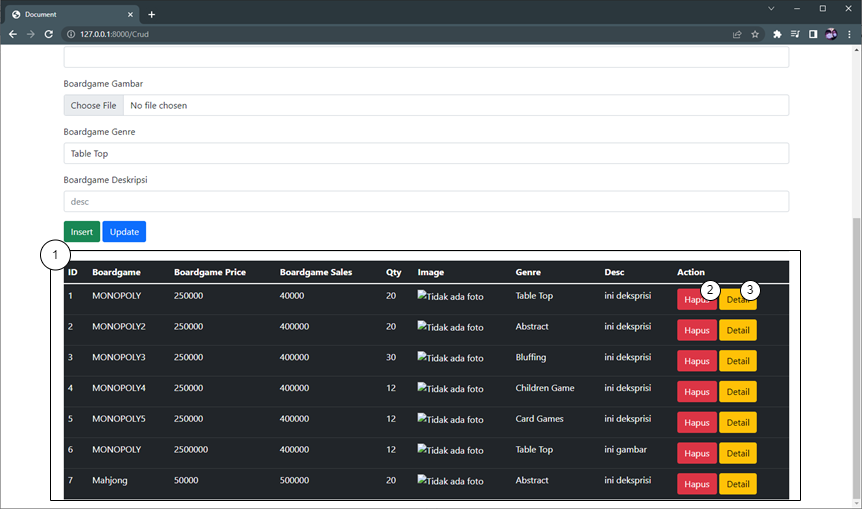 Document
127.0.0.1:8000/Crud
Boardgame Gambar
Choose File No file chosen
Boardgame Genre
Table Top
Boardgame Deskripsi
desc
Insert Update
1
ID Boardgame Boardgame Price Boardgame Sales Qty Image Genre Desc Action
2 3
1 MONOPOLY 250000 40000 20 Tidak ada foto Table Top ini deksprisi Hapus Detail
2 MONOPOLY2 250000 400000 20 Tidak ada foto Abstract ini deksprisi Hapus Detail
3 MONOPOLY3 250000 400000 30 Tidak ada foto Bluffing ini deksprisi Hapus Detail
4 MONOPOLY4 250000 400000 12 Tidak ada foto Children Game ini deksprisi Hapus Detail
5 MONOPOLY5 250000 400000 12 Tidak ada foto Card Games ini deksprisi Hapus Detail
6 MONOPOLY 2500000 400000 12 Tidak ada foto Table Top ini gambar Hapus Detail
7 Mahjong 50000 500000 20 Tidak ada foto Abstract ini deksprisi Hapus Detail